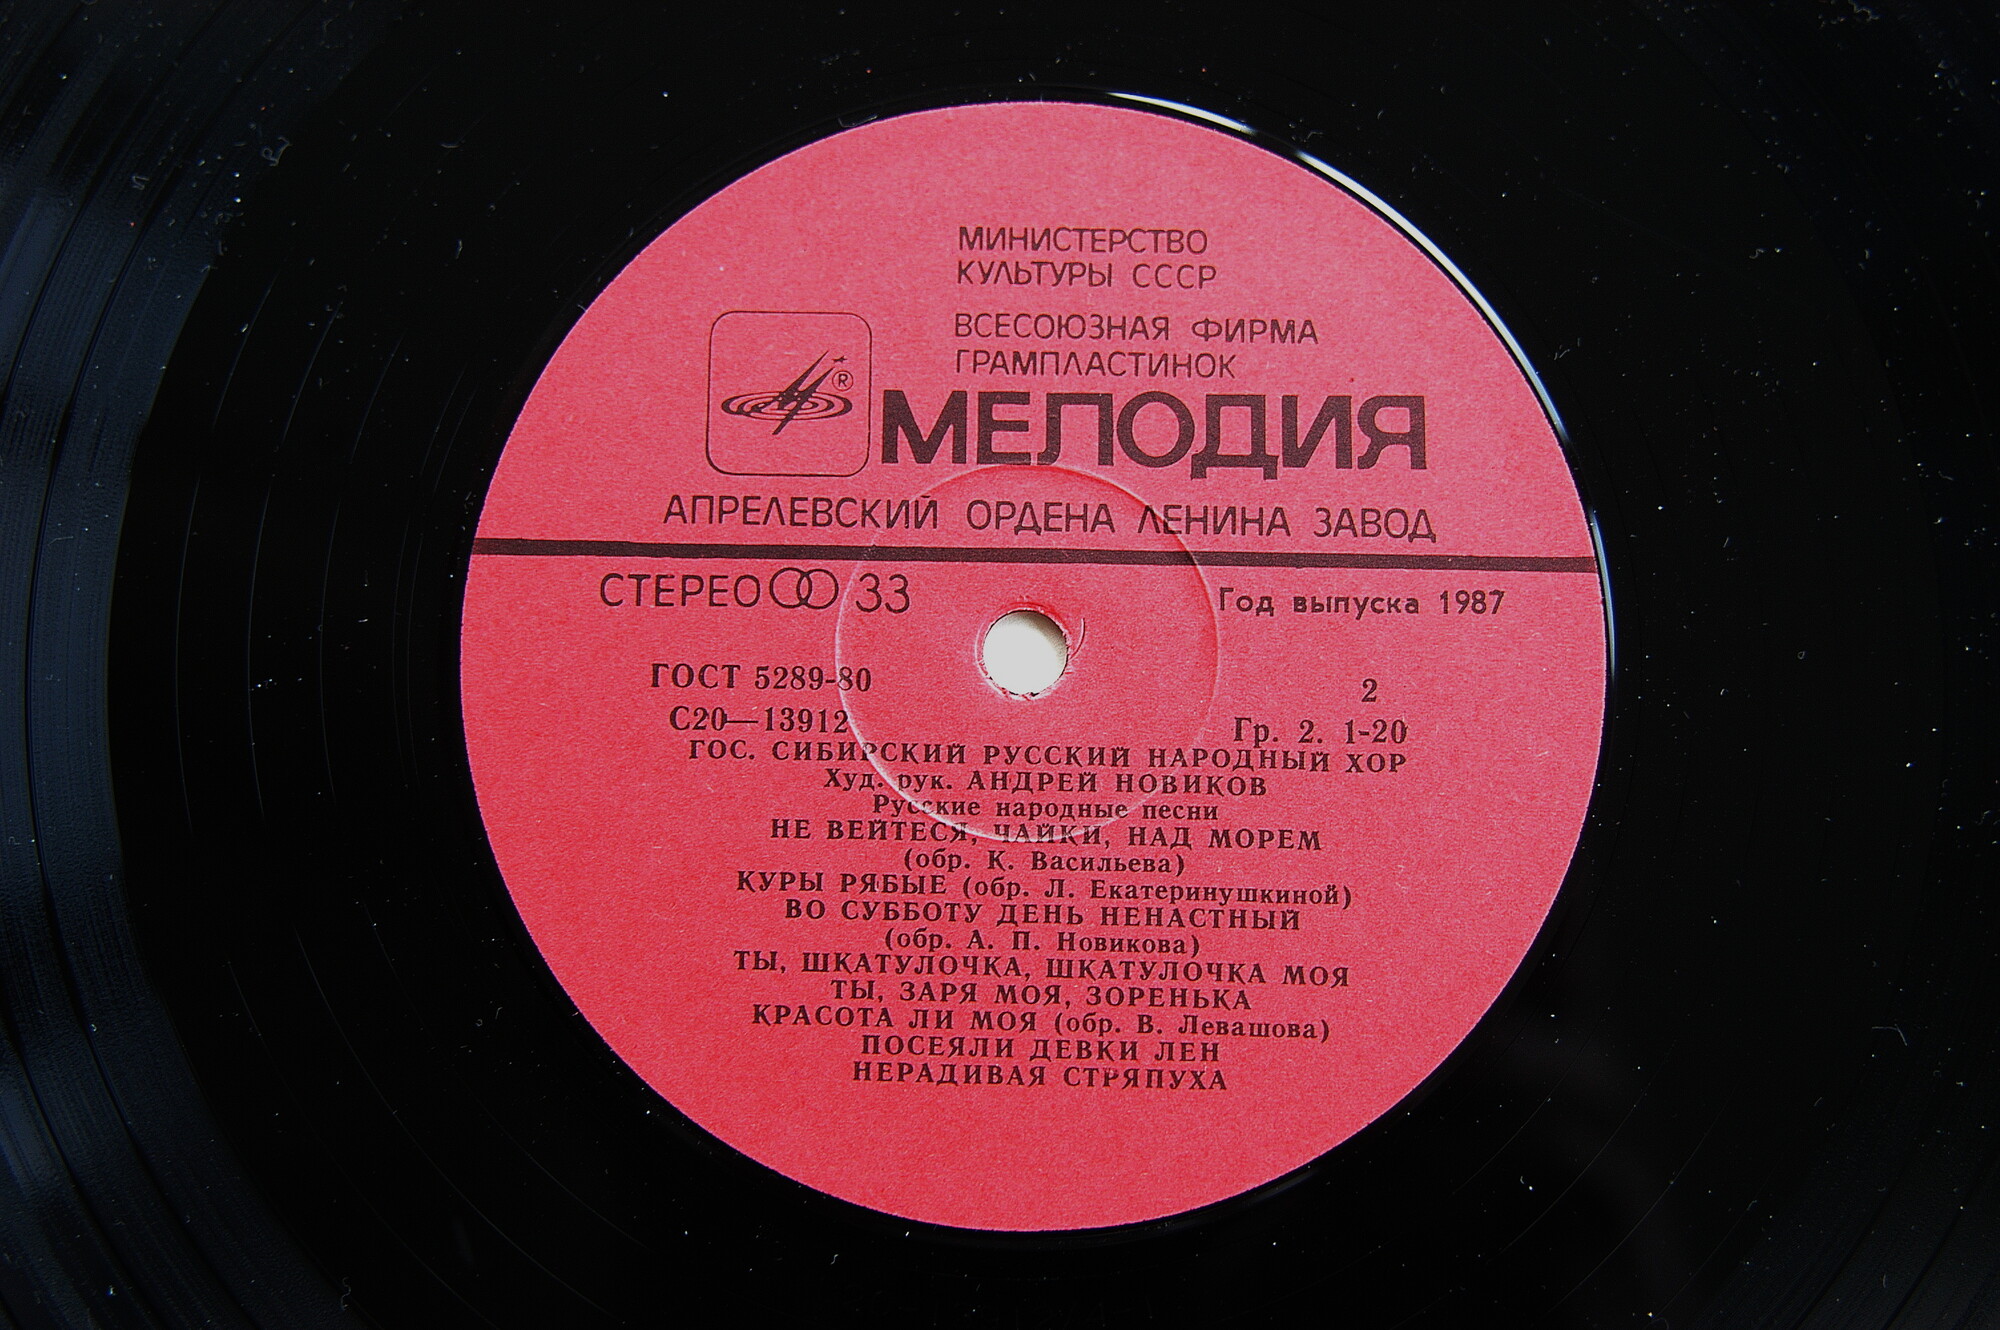 МИНИСТЕРСТВО
КУЛЬТУРЫ СССР
ВСЕСОЮЗНАЯ ФИРМА
ГРАМПЛАСТИНОК
®
МЕЛОДИЯ
АПРЕЛЕВСКИЙ ОРДЕНА ЛЕНИНА ЗАВОД
СТЕРЕО 33 Год выпуска 1987
ГОСТ 5289-80 2
С20—13912 Гр. 2. 1-20
ГОС. СИБИРСКИЙ РУССКИЙ НАРОДНЫЙ ХОР
Худ. рук. АНДРЕЙ НОВИКОВ
Русские народные песни
НЕ ВЕЙТЕСЯ, ЧАЙКИ, НАД МОРЕМ
(обр. К. Васильева)
КУРЫ РЯБЫЕ (обр. Л. Екатеринушкиной)
ВО СУББОТУ ДЕНЬ НЕНАСТНЫЙ
(обр. А. П. Новикова)
ТЫ, ШКАТУЛОЧКА, ШКАТУЛОЧКА МОЯ
ТЫ, ЗАРЯ МОЯ, ЗОРЕНЬКА
КРАСОТА ЛИ МОЯ (обр. В. Левашова)
ПОСЕЯЛИ ДЕВКИ ЛЕН
НЕРАДИВАЯ СТРЯПУХА